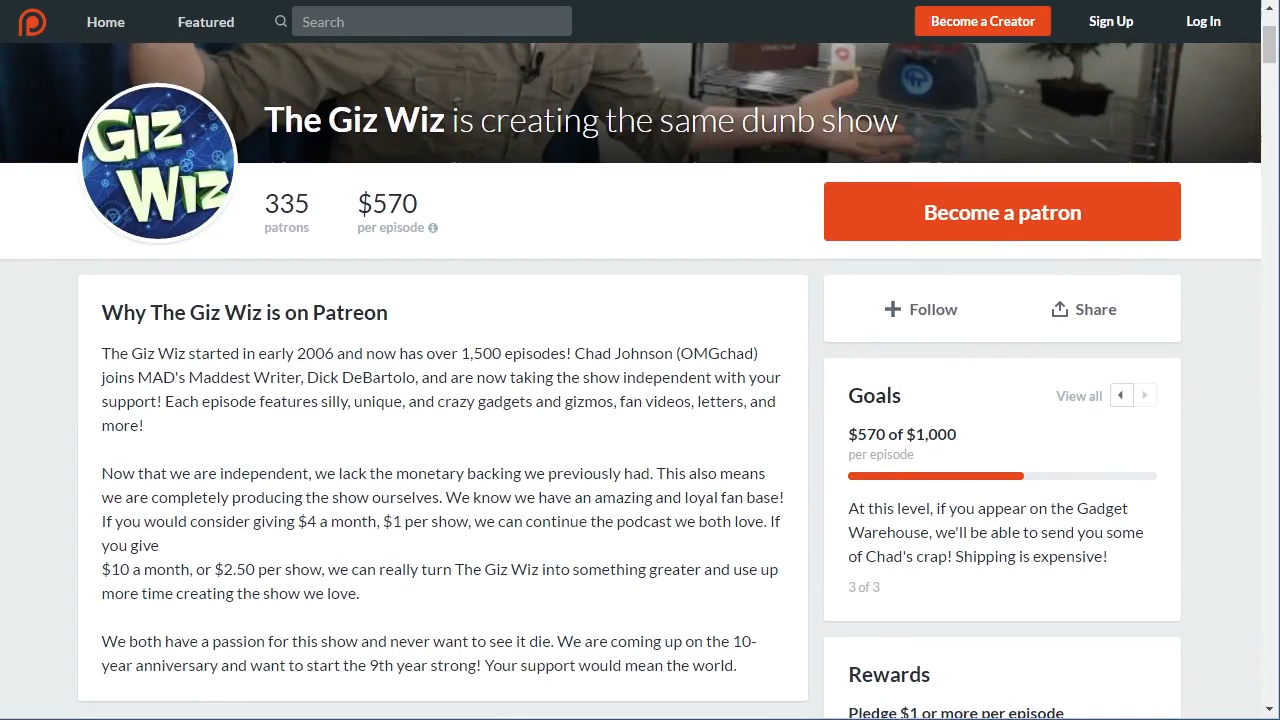 Home
Featured
Search
Become a Creator
Sign Up
Log In
The Giz Wiz is creating the same dunb show
GIZ
WIZ
335
patrons
$570
per episode
Become a patron
Why The Giz Wiz is on Patreon
The Giz Wiz started in early 2006 and now has over 1,500 episodes! Chad Johnson (OMGchad)
joins MAD's Maddest Writer, Dick DeBartolo, and are now taking the show independent with your
support! Each episode features silly, unique, and crazy gadgets and gizmos, fan videos, letters, and
more!
Now that we are independent, we lack the monetary backing we previously had. This also means
we are completely producing the show ourselves. We know we have an amazing and loyal fan base!
If you would consider giving $4 a month, $1 per show, we can continue the podcast we both love. If
you give
$10 a month, or $2.50 per show, we can really turn The Giz Wiz into something greater and use up
more time creating the show we love.
We both have a passion for this show and never want to see it die. We are coming up on the 10-
year anniversary and want to start the 9th year strong! Your support would mean the world.
Follow
Share
Goals
View all
$570 of $1,000
per episode
At this level, if you appear on the Gadget
Warehouse, we'll be able to send you some
of Chad's crap! Shipping is expensive!
3 of 3
Rewards
Pledge $1 or more per episode